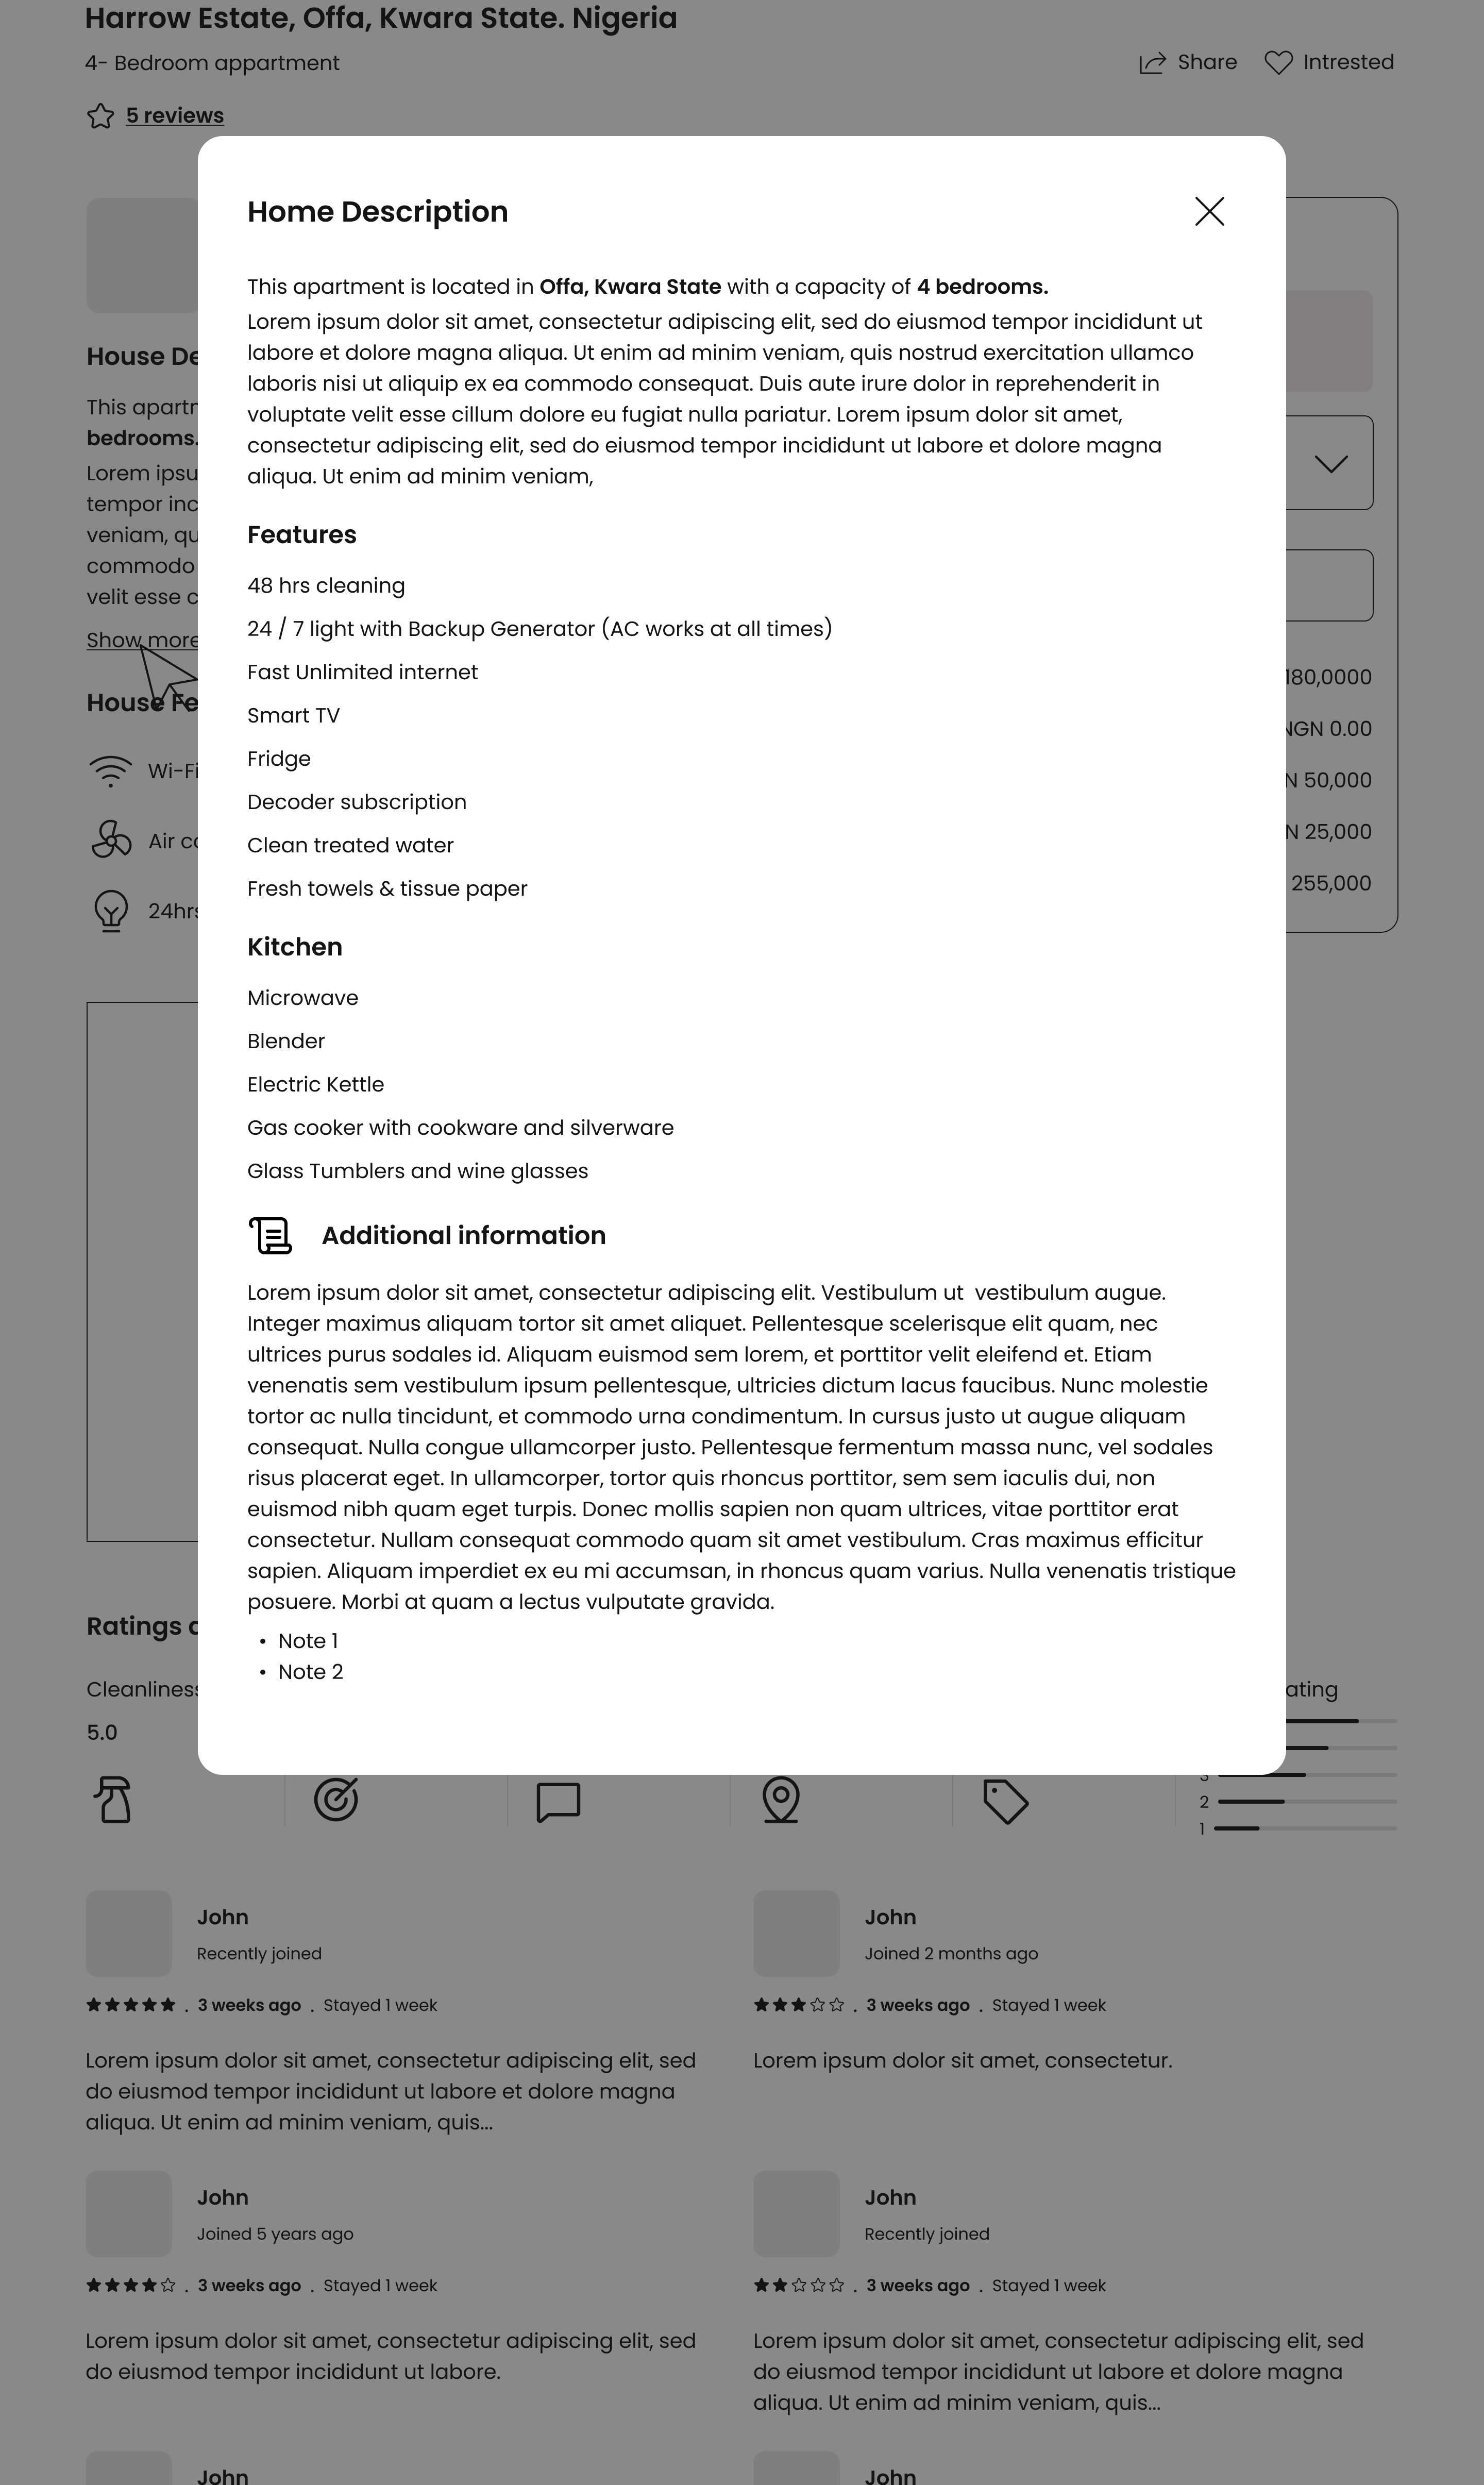 Harrow Estate, Offa, Kwara State. Nigeria
4- Bedroom appartment
Share
Intrested
5 reviews
Home Description
This apartment is located in Offa, Kwara State with a capacity of 4 bedrooms.
Lorem ipsum dolor sit amet, consectetur adipiscing elit, sed do eiusmod tempor incididunt ut
labore et dolore magna aliqua. Ut enim ad minim veniam, quis nostrud exercitation ullamco
laboris nisi ut aliquip ex ea commodo consequat. Duis aute irure dolor in reprehenderit in
voluptate velit esse cillum dolore eu fugiat nulla pariatur. Lorem ipsum dolor sit amet,
consectetur adipiscing elit, sed do eiusmod tempor incididunt ut labore et dolore magna
aliqua. Ut enim ad minim veniam,
Features
48 hrs cleaning
24 / 7 light with Backup Generator (AC works at all times)
Fast Unlimited internet
Smart TV
Fridge
Decoder subscription
Clean treated water
Fresh towels & tissue paper
Kitchen
Microwave
Blender
Electric Kettle
Gas cooker with cookware and silverware
Glass Tumblers and wine glasses
Additional information
Lorem ipsum dolor sit amet, consectetur adipiscing elit. Vestibulum ut vestibulum augue.
Integer maximus aliquam tortor sit amet aliquet. Pellentesque scelerisque elit quam, nec
ultrices purus sodales id. Aliquam euismod sem lorem, et porttitor velit eleifend et. Etiam
venenatis sem vestibulum ipsum pellentesque, ultricies dictum lacus faucibus. Nunc molestie
tortor ac nulla tincidunt, et commodo urna condimentum. In cursus justo ut augue aliquam
consequat. Nulla congue ullamcorper justo. Pellentesque fermentum massa nunc, vel sodales
risus placerat eget. In ullamcorper, tortor quis rhoncus porttitor, sem sem iaculis dui, non
euismod nibh quam eget turpis. Donec mollis sapien non quam ultrices, vitae porttitor erat
consectetur. Nullam consequat commodo quam sit amet vestibulum. Cras maximus efficitur
sapien. Aliquam imperdiet ex eu mi accumsan, in rhoncus quam varius. Nulla venenatis tristique
posuere. Morbi at quam a lectus vulputate gravida.
• Note 1
• Note 2
House
This
bedrooms.
Lorem
tempor
veniam,
commodo
velit esse
Show more
House
Wi-Fi
Air
180,0000
NGN 0.00
50,000
25,000
255,000
Ratings
Cleanliness
5.0
3
2
1
John
Recently joined
★★★★★ . 3 weeks ago . Stayed 1 week
Lorem ipsum dolor sit amet, consectetur adipiscing elit, sed
do eiusmod tempor incididunt ut labore et dolore magna
aliqua. Ut enim ad minim veniam, quis...
John
Joined 2 months ago
★★★☆☆ . 3 weeks ago . Stayed 1 week
Lorem ipsum dolor sit amet, consectetur.
John
Joined 5 years ago
★★★★☆ . 3 weeks ago . Stayed 1 week
Lorem ipsum dolor sit amet, consectetur adipiscing elit, sed
do eiusmod tempor incididunt ut labore.
John
Recently joined
★★☆☆☆ . 3 weeks ago . Stayed 1 week
Lorem ipsum dolor sit amet, consectetur adipiscing elit, sed
do eiusmod tempor incididunt ut labore et dolore magna
aliqua. Ut enim ad minim veniam, quis...
John
John